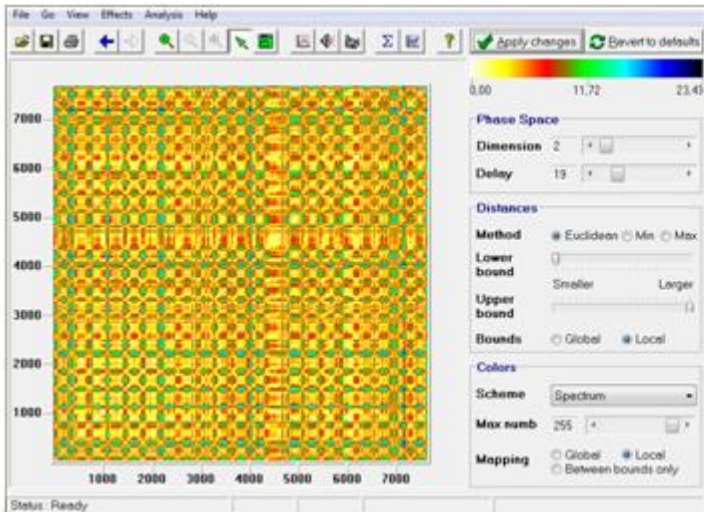 File Go View Effects Analysis Help
Apply changes Revert to defaults
0,00 11,72 23,43
Phase Space
Dimension 2
Delay 19
Distances
Method Euclidean Min Max
Lower bound
Smaller Larger
Upper bound
Bounds Global Local
Colors
Scheme Spectrum
Max numb 255
Mapping Global Local
Between bounds only
7000
6000
5000
4000
3000
2000
1000
1000 2000 3000 4000 5000 6000 7000
Status : Ready